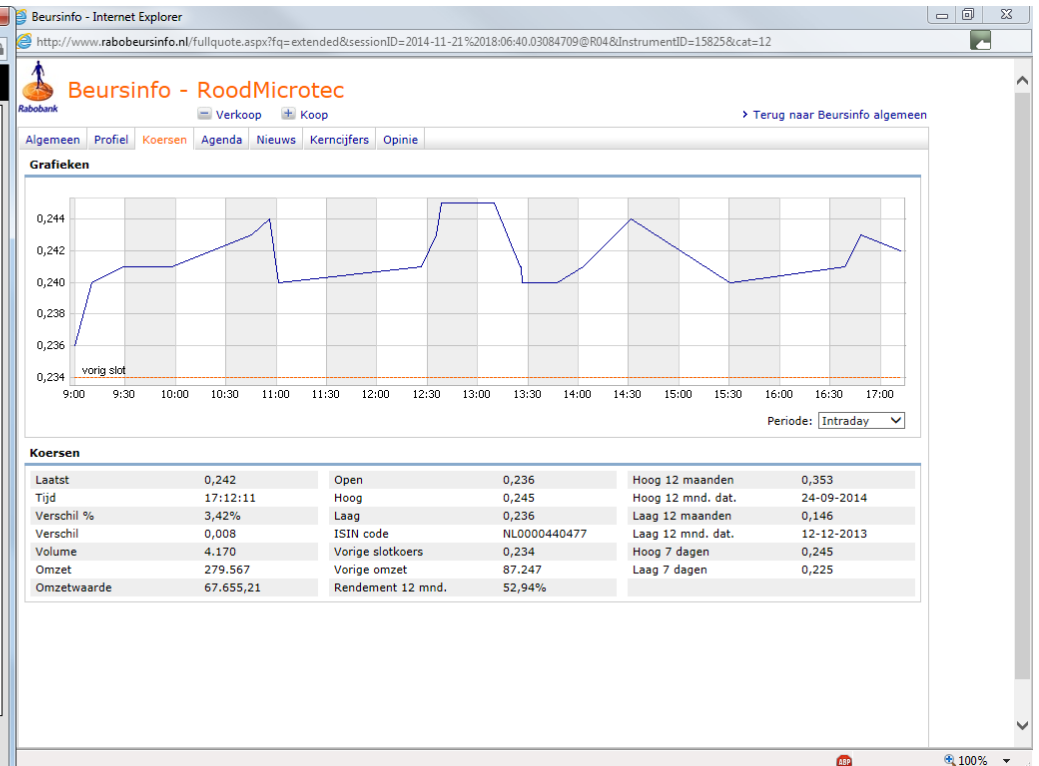 Beursinfo - Internet Explorer
http://www.rabobeursinfo.nl/fullquote.aspx?fq=extended&sessionID=2014-11-21%2018:06:40.03084709@R04&InstrumentID=15825&cat=12
Rabobank
Beursinfo - RoodMicrotec
Verkoop Koop
Terug naar Beursinfo algemeen
Algemeen Profiel Koersen Agenda Nieuws Kerncijfers Opinie
Grafieken
0,244
0,242
0,240
0,238
0,236
0,234
vorig slot
9:00 9:30 10:00 10:30 11:00 11:30 12:00 12:30 13:00 13:30 14:00 14:30 15:00 15:30 16:00 16:30 17:00
Periode: Intraday
Koersen
Laatst 0,242 Open 0,236 Hoog 12 maanden 0,353
Tijd 17:12:11 Hoog 0,245 Hoog 12 mnd. dat. 24-09-2014
Verschil % 3,42% Laag 0,236 Laag 12 maanden 0,146
Verschil 0,008 ISIN code NL0000440477 Laag 12 mnd. dat. 12-12-2013
Volume 4.170 Vorige slotkoers 0,234 Hoog 7 dagen 0,245
Omzet 279.567 Vorige omzet 87.247 Laag 7 dagen 0,225
Omzetwaarde 67.655,21 Rendement 12 mnd. 52,94%
ABP
100%